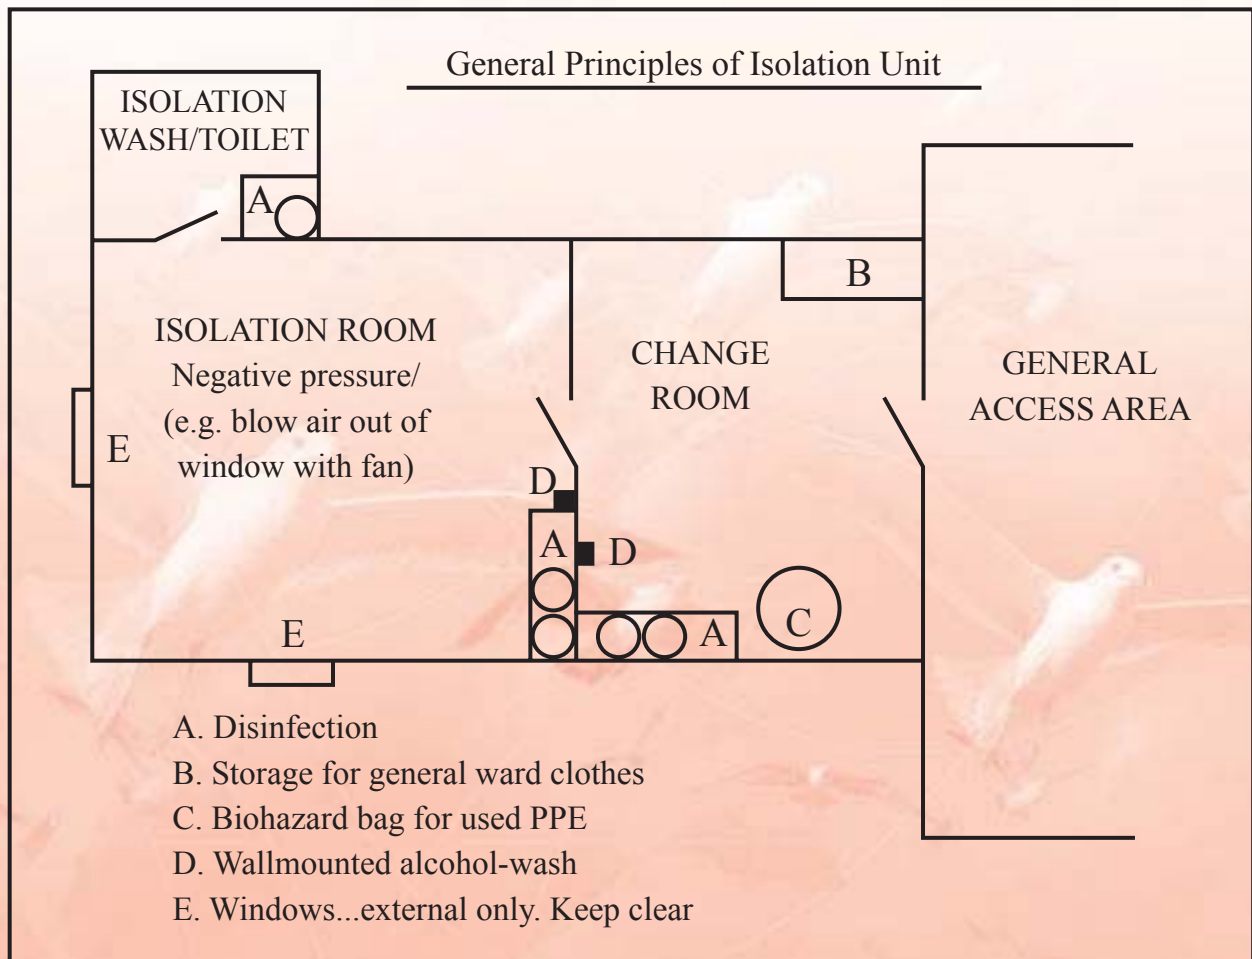 General Principles of Isolation Unit
ISOLATION
WASH/TOILET
A
B
ISOLATION ROOM
Negative pressure/
(e.g. blow air out of
window with fan)
CHANGE
ROOM
GENERAL
ACCESS AREA
E
D
A
D
E
A
C
A. Disinfection
B. Storage for general ward clothes
C. Biohazard bag for used PPE
D. Wallmounted alcohol-wash
E. Windows...external only. Keep clear